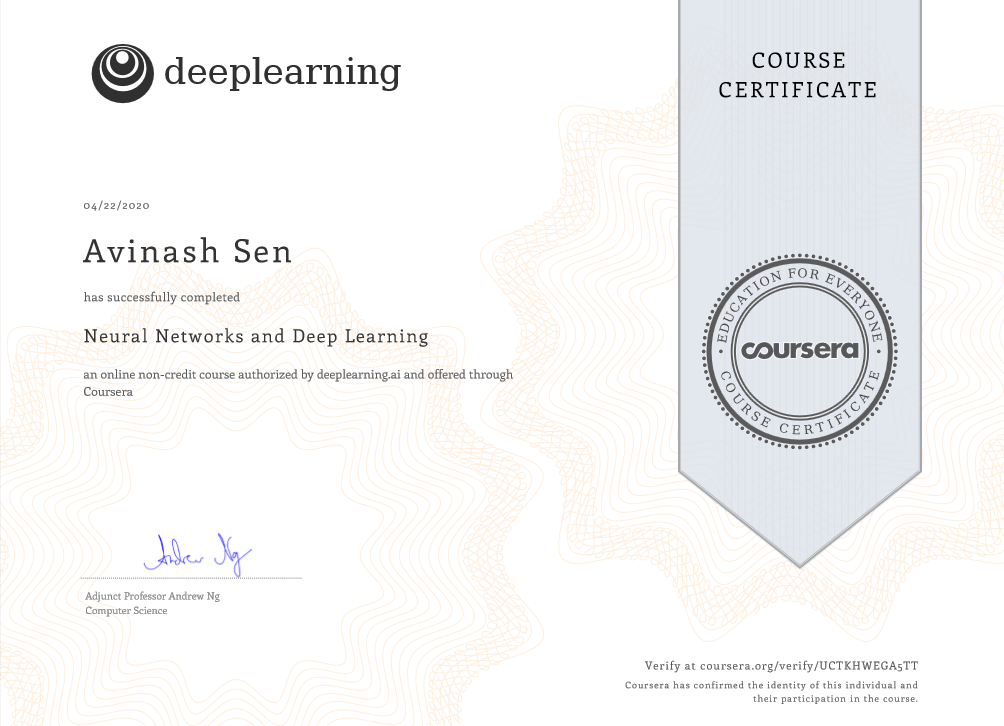 deeplearning
COURSE
CERTIFICATE
04/22/2020
Avinash Sen
has successfully completed
Neural Networks and Deep Learning
an online non-credit course authorized by deeplearning.ai and offered through
Coursera
EDUCATION FOR EVERYONE
coursera
COURSE CERTIFICATE
Andrew Ng
Adjunct Professor Andrew Ng
Computer Science
Verify at coursera.org/verify/UCTKHWEGA5TT
Coursera has confirmed the identity of this individual and
their participation in the course.